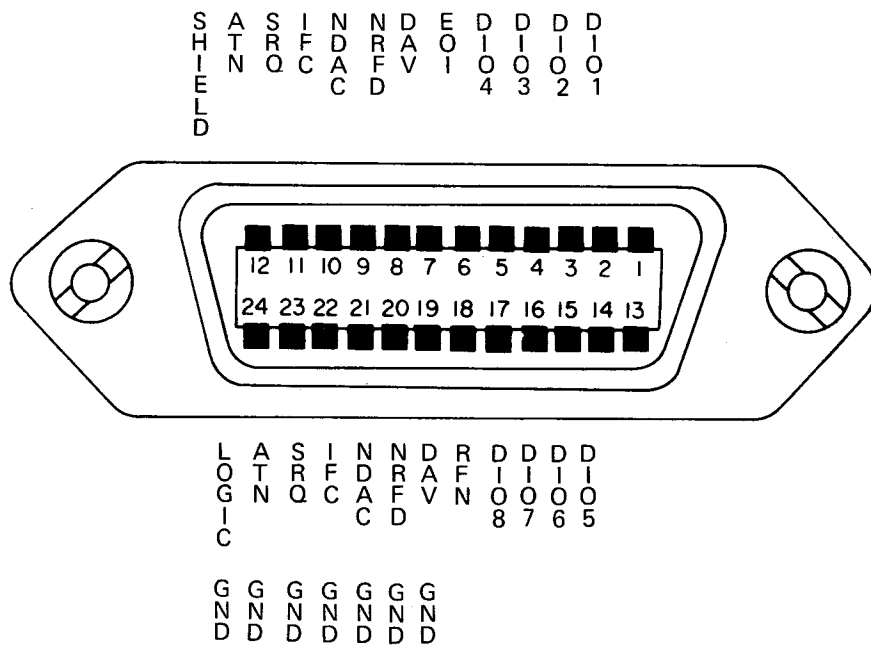 SHIELD
ATN
SRQ
IFC
NDAC
NRFD
DAV
EOI
DIO4
DIO3
DIO2
DIO1
12 11 10 9 8 7 6 5 4 3 2 1
24 23 22 21 20 19 18 17 16 15 14 13
LOGIC GND
ATN GND
SRQ GND
IFC GND
NDAC GND
NRFD GND
DAV GND
RFN
DIO8
DIO7
DIO6
DIO5